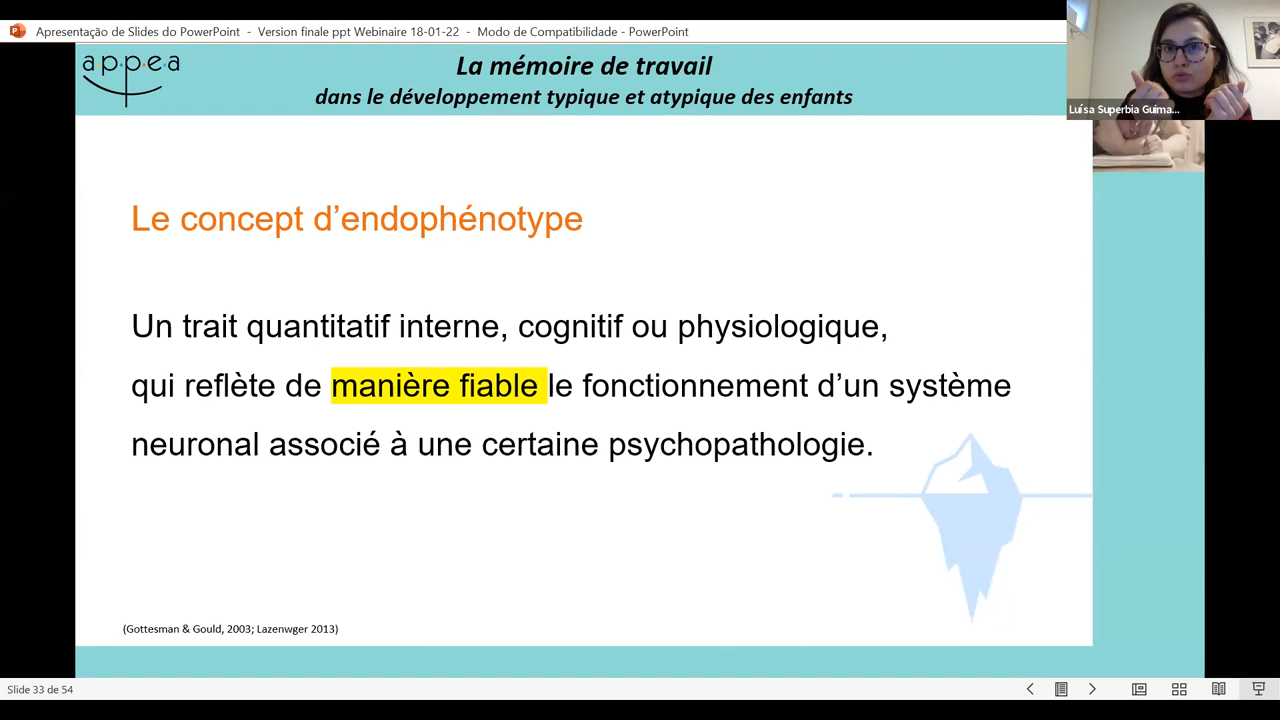 Apresentação de Slides do PowerPoint - Version finale ppt Webinaire 18-01-22 - Modo de Compatibilidade - PowerPoint
appea
La mémoire de travail
dans le développement typique et atypique des enfants
Luísa Superbia Guima...
Le concept d’endophénotype
Un trait quantitatif interne, cognitif ou physiologique,
qui reflète de manière fiable le fonctionnement d’un système
neuronal associé à une certaine psychopathologie.
(Gottesman & Gould, 2003; Lazenwger 2013)
Slide 33 de 54